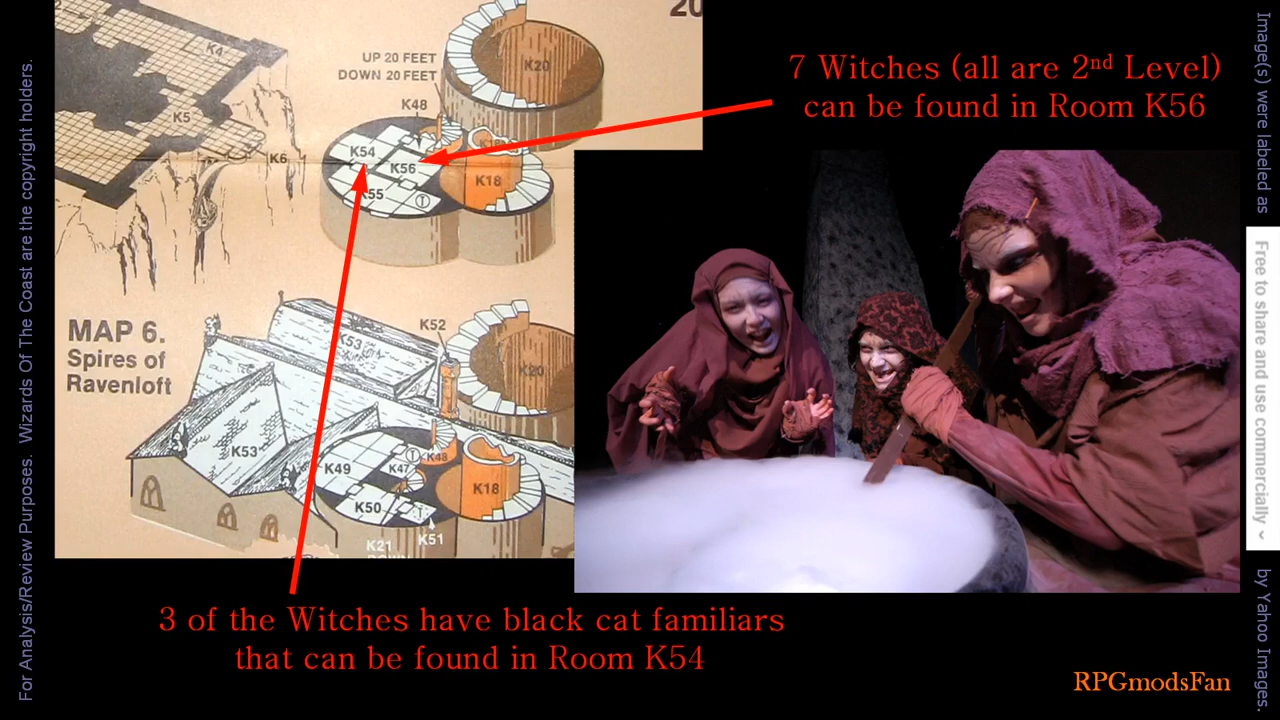 For Analysis/Review Purposes. Wizards Of The Coast are the copyright holders.
20
K4
K5
K6
UP 20 FEET
DOWN 20 FEET
K20
K48
K54
K56
K18
K55
T
MAP 6.
Spires of
Ravenloft
K52
K53
K20
K53
K49
T
K48
K47
K18
K50
K51
K21
7 Witches (all are 2nd Level)
can be found in Room K56
3 of the Witches have black cat familiars
that can be found in Room K54
RPGmodsFan
Image(s) were labeled as
Free to share and use commercially
by Yahoo Images.